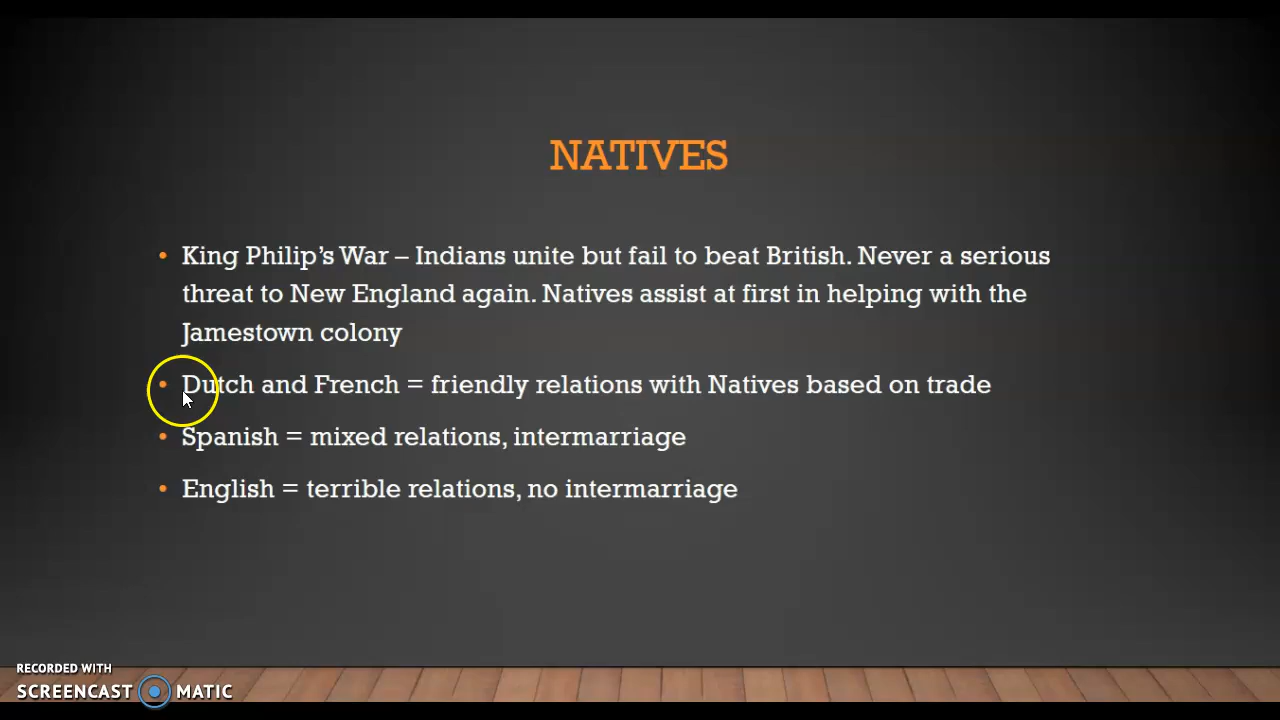 NATIVES
• King Philip’s War – Indians unite but fail to beat British. Never a serious
threat to New England again. Natives assist at first in helping with the
Jamestown colony
• Dutch and French = friendly relations with Natives based on trade
• Spanish = mixed relations, intermarriage
• English = terrible relations, no intermarriage
RECORDED WITH
SCREENCAST MATIC